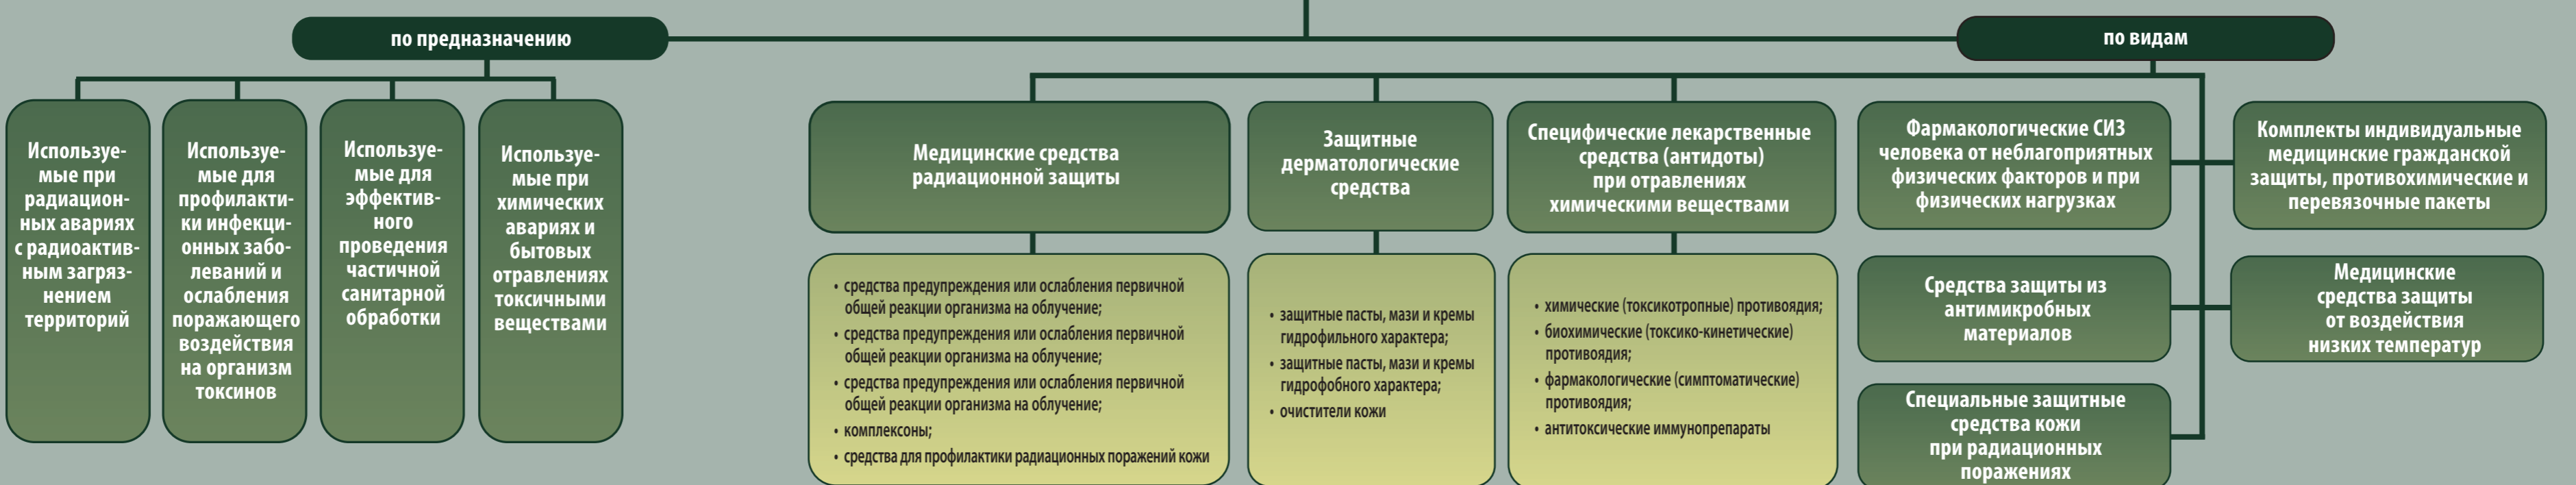 по предназначению
Используе-
мые при
радиацион-
ных авариях
с радиоактив-
ным загряз-
нением
территорий
Используе-
мые для
профилакти-
ки инфекци-
онных забо-
леваний и
ослабления
поражающего
воздействия
на организм
токсинов
Используе-
мые для
эффектив-
ного
проведения
частичной
санитарной
обработки
Используе-
мые при
химических
авариях и
бытовых
отравлениях
токсичными
веществами
по видам
Медицинские средства
радиационной защиты
• средства предупреждения или ослабления первичной
общей реакции организма на облучение;
• средства предупреждения или ослабления первичной
общей реакции организма на облучение;
• средства предупреждения или ослабления первичной
общей реакции организма на облучение;
• комплексоны;
• средства для профилактики радиационных поражений кожи
Защитные
дерматологические
средства
• защитные пасты, мази и кремы
гидрофильного характера;
• защитные пасты, мази и кремы
гидрофобного характера;
• очистители кожи
Специфические лекарственные
средства (антидоты)
при отравлениях
химическими веществами
• химические (токсикотропные) противоядия;
• биохимические (токсико-кинетические)
противоядия;
• фармакологические (симптоматические)
противоядия;
• антитоксические иммунопрепараты
Фармакологические СИЗ
человека от неблагоприятных
физических факторов и при
физических нагрузках
Средства защиты из
антимикробных
материалов
Специальные защитные
средства кожи
при радиационных
поражениях
Комплекты индивидуальные
медицинские гражданской
защиты, противохимические и
перевязочные пакеты
Медицинские
средства защиты
от воздействия
низких температур